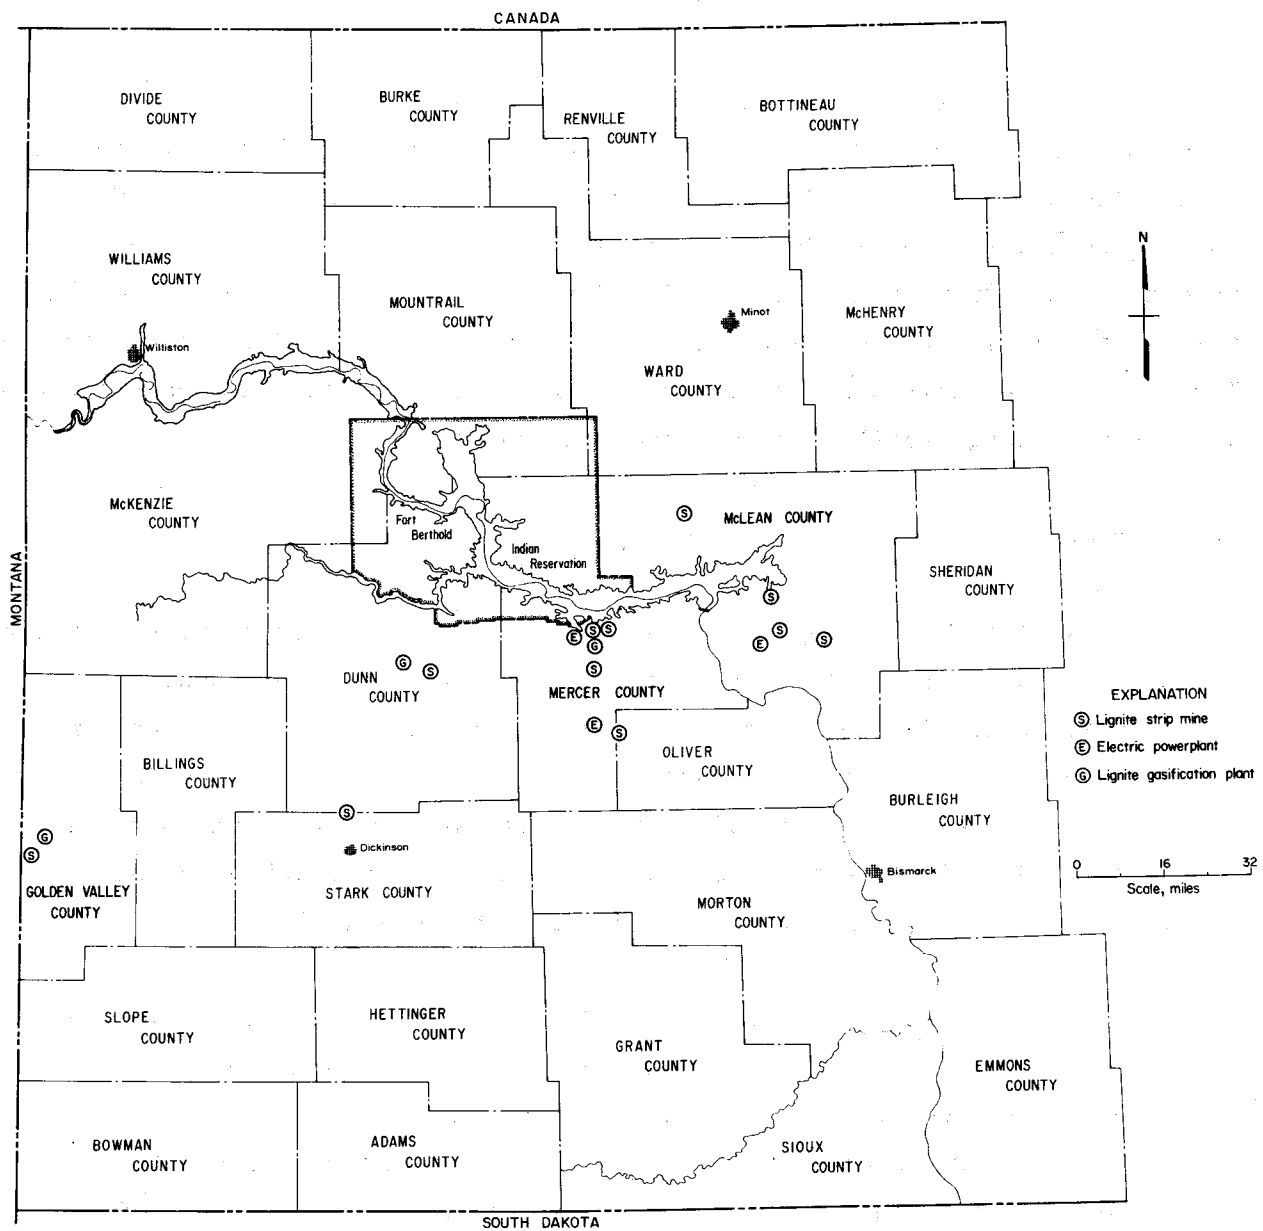 CANADA
DIVIDE
COUNTY
BURKE
COUNTY
RENVILLE
COUNTY
BOTTINEAU
COUNTY
WILLIAMS
COUNTY
MOUNTRAIL
COUNTY
Williston
Minot
McHENRY
COUNTY
WARD
COUNTY
N
McKENZIE
COUNTY
Fort
Berthold
Indian
Reservation
S
McLEAN COUNTY
SHERIDAN
COUNTY
MONTANA
S
S
S
E
S
S
E
G
S
G
S
DUNN
COUNTY
MERCER COUNTY
E
S
OLIVER
COUNTY
BILLINGS
COUNTY
EXPLANATION
S Lignite strip mine
E Electric powerplant
G Lignite gasification plant
BURLEIGH
COUNTY
S
Dickinson
G
S
GOLDEN VALLEY
COUNTY
STARK COUNTY
Bismarck
0 16 32
Scale, miles
MORTON
COUNTY
SLOPE
COUNTY
HETTINGER
COUNTY
GRANT
COUNTY
EMMONS
COUNTY
BOWMAN
COUNTY
ADAMS
COUNTY
SIOUX
COUNTY
SOUTH DAKOTA